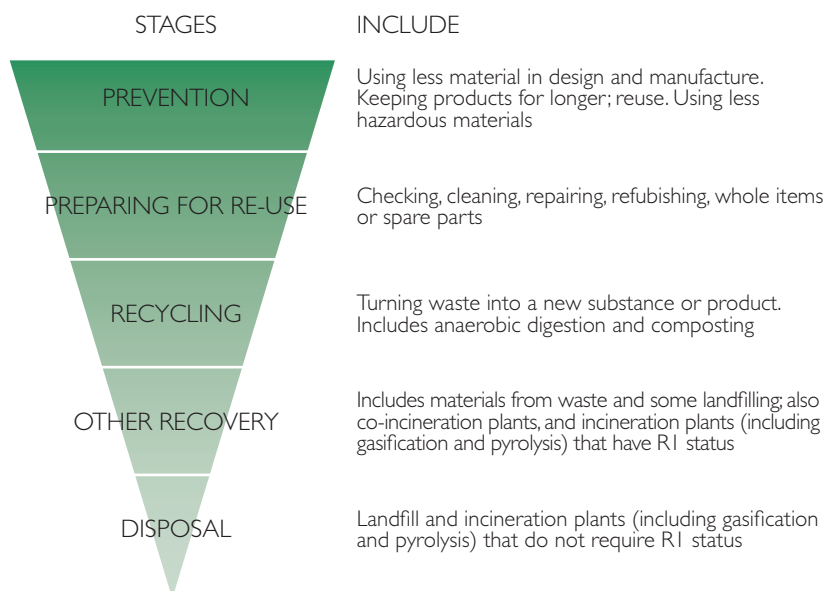 STAGES
INCLUDE
PREVENTION
Using less material in design and manufacture.
Keeping products for longer; reuse. Using less
hazardous materials
PREPARING FOR RE-USE
Checking, cleaning, repairing, refubishing, whole items
or spare parts
RECYCLING
Turning waste into a new substance or product.
Includes anaerobic digestion and composting
OTHER RECOVERY
Includes materials from waste and some landfilling; also
co-incineration plants, and incineration plants (including
gasification and pyrolysis) that have R1 status
DISPOSAL
Landfill and incineration plants (including gasification
and pyrolysis) that do not require R1 status